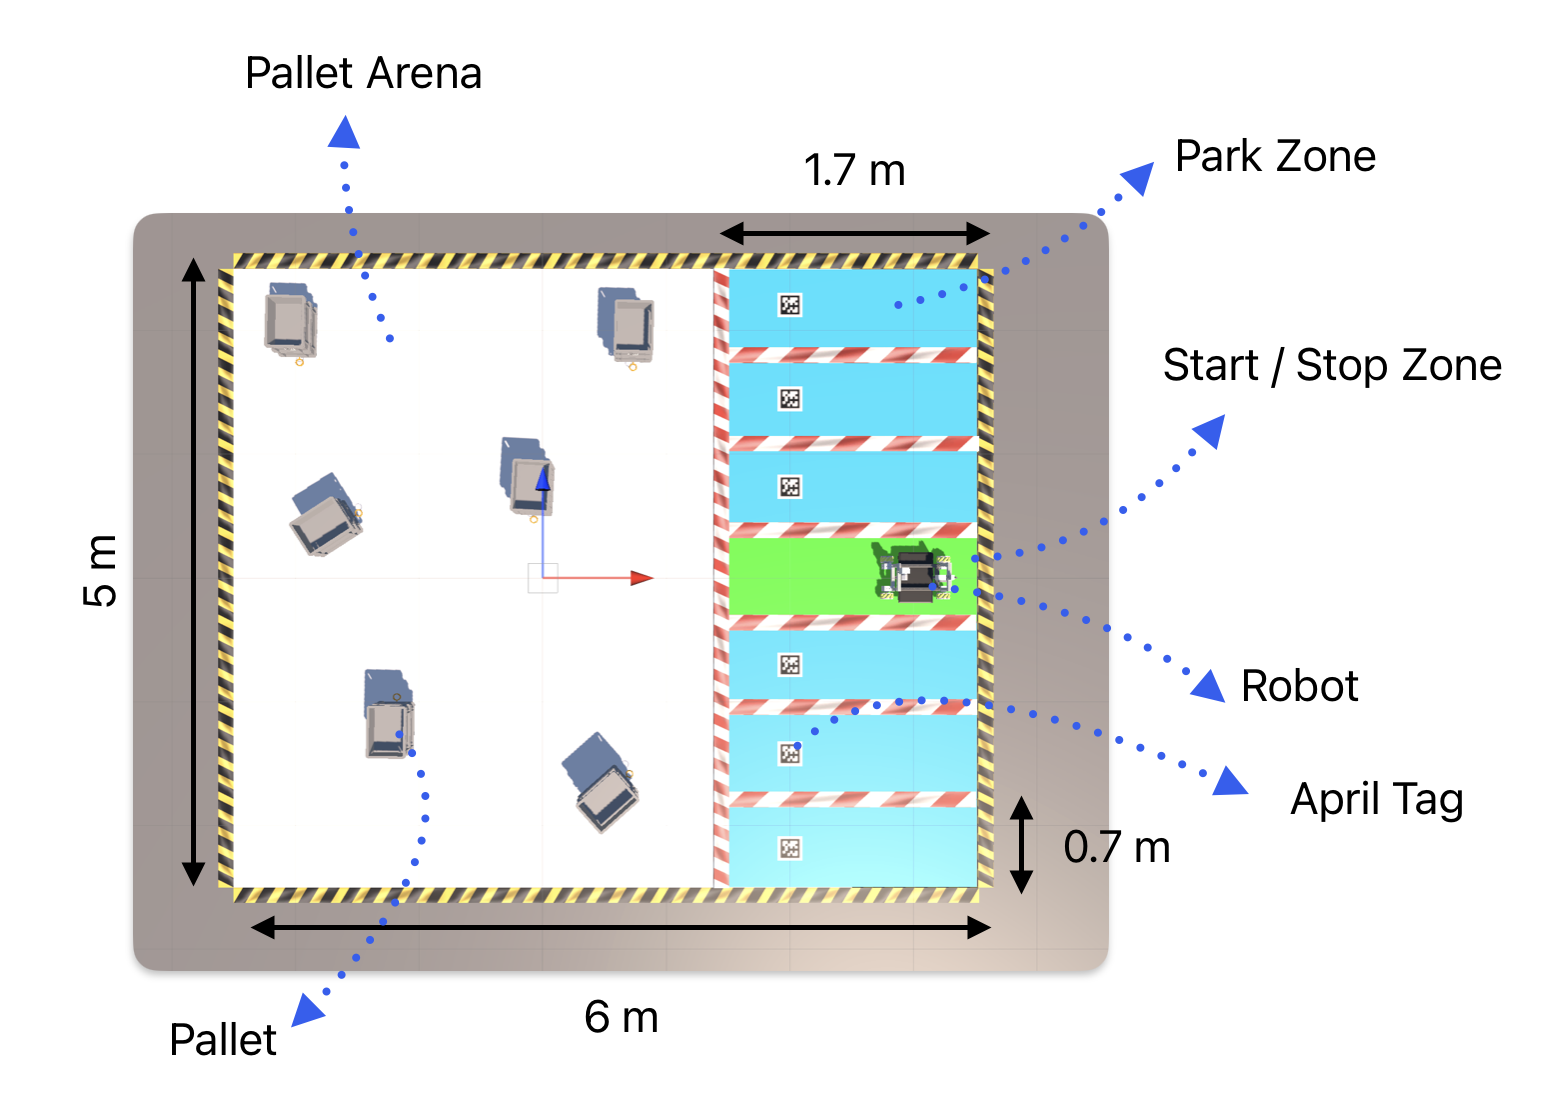 Pallet Arena
1.7 m
Park Zone
Start / Stop Zone
5 m
Robot
April Tag
0.7 m
6 m
Pallet